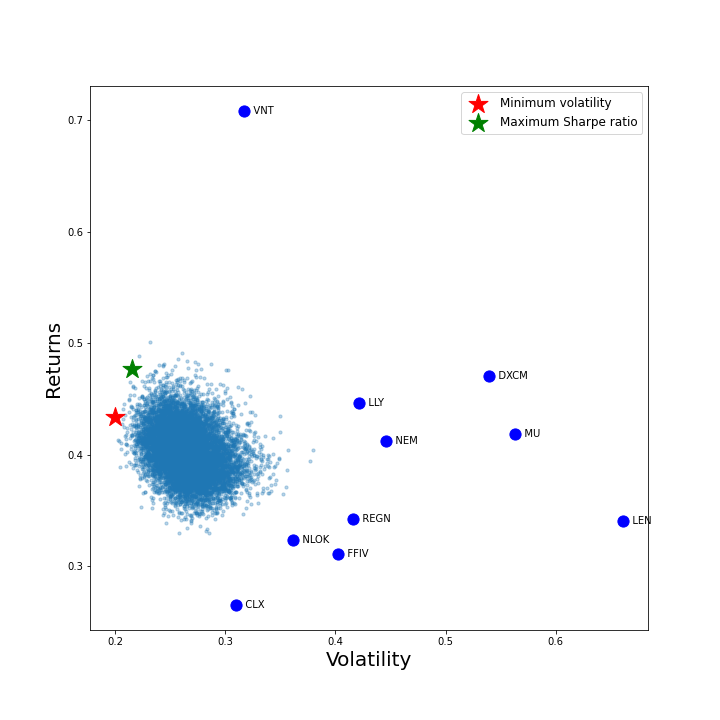 Minimum volatility
Maximum Sharpe ratio
VNT
0.7
0.6
0.5
DXCM
LLY
MU
NEM
0.4
REGN
LEN
NLOK
FFIV
0.3
CLX
0.2 0.3 0.4 0.5 0.6
Volatility
Returns